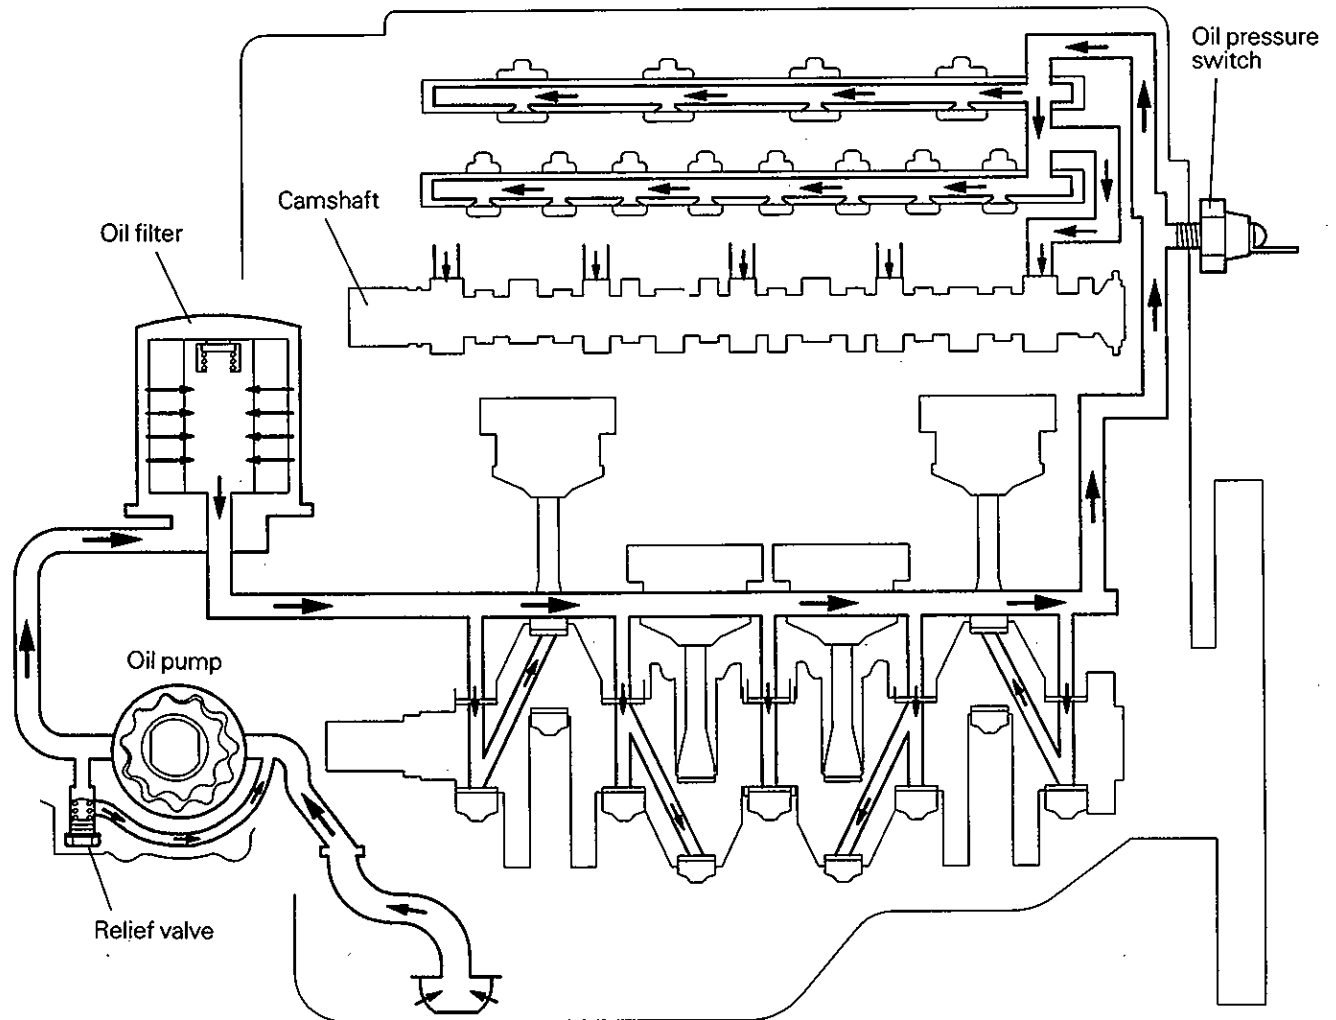 Oil pressure
switch
Camshaft
Oil filter
Oil pump
Relief valve